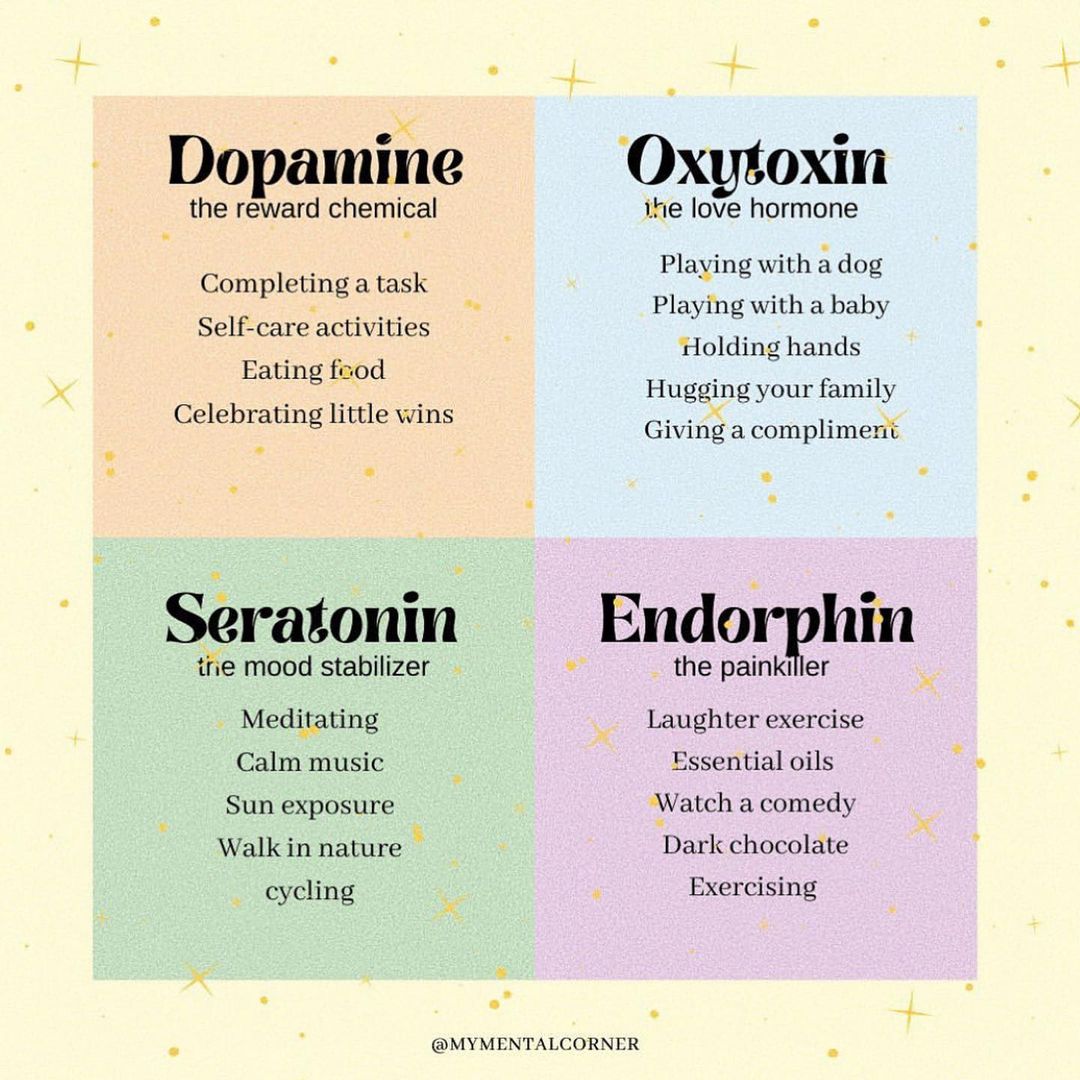 Dopamine
the reward chemical
Completing a task
Self-care activities
Eating food
Celebrating little wins
Oxytoxin
the love hormone
Playing with a dog
Playing with a baby
Holding hands
Hugging your family
Giving a compliment
Seratonin
the mood stabilizer
Meditating
Calm music
Sun exposure
Walk in nature
cycling
Endorphin
the painkiller
Laughter exercise
Essential oils
Watch a comedy
Dark chocolate
Exercising
@MYMENTALCORNER